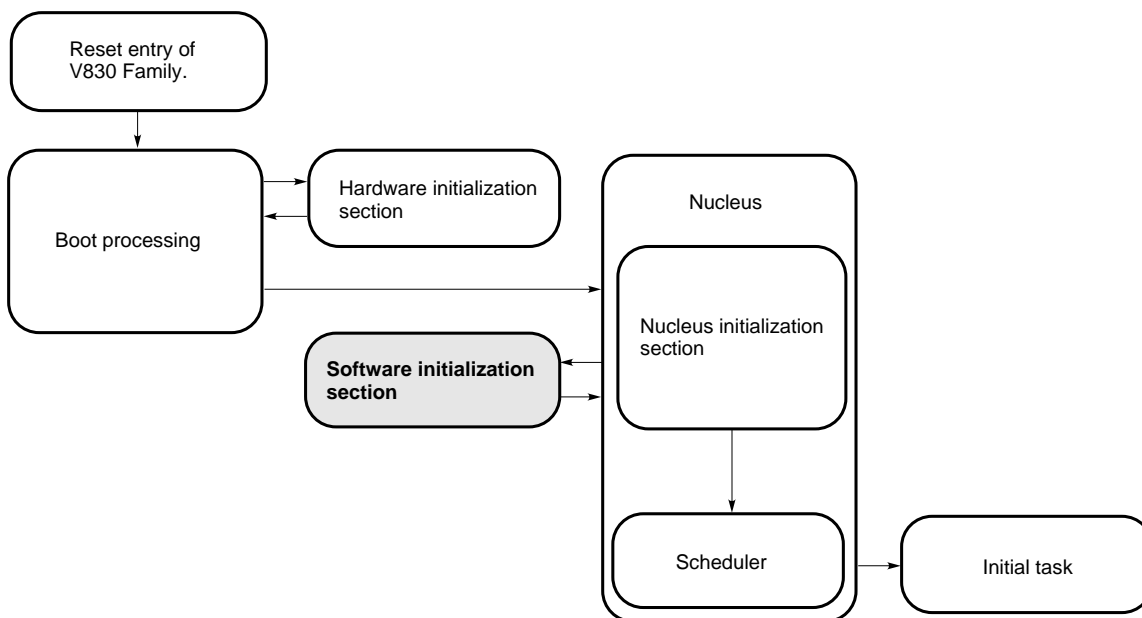 Reset entry of
V830 Family.
Boot processing
Hardware initialization
section
Nucleus
Nucleus initialization
section
Software initialization
section
Scheduler
Initial task